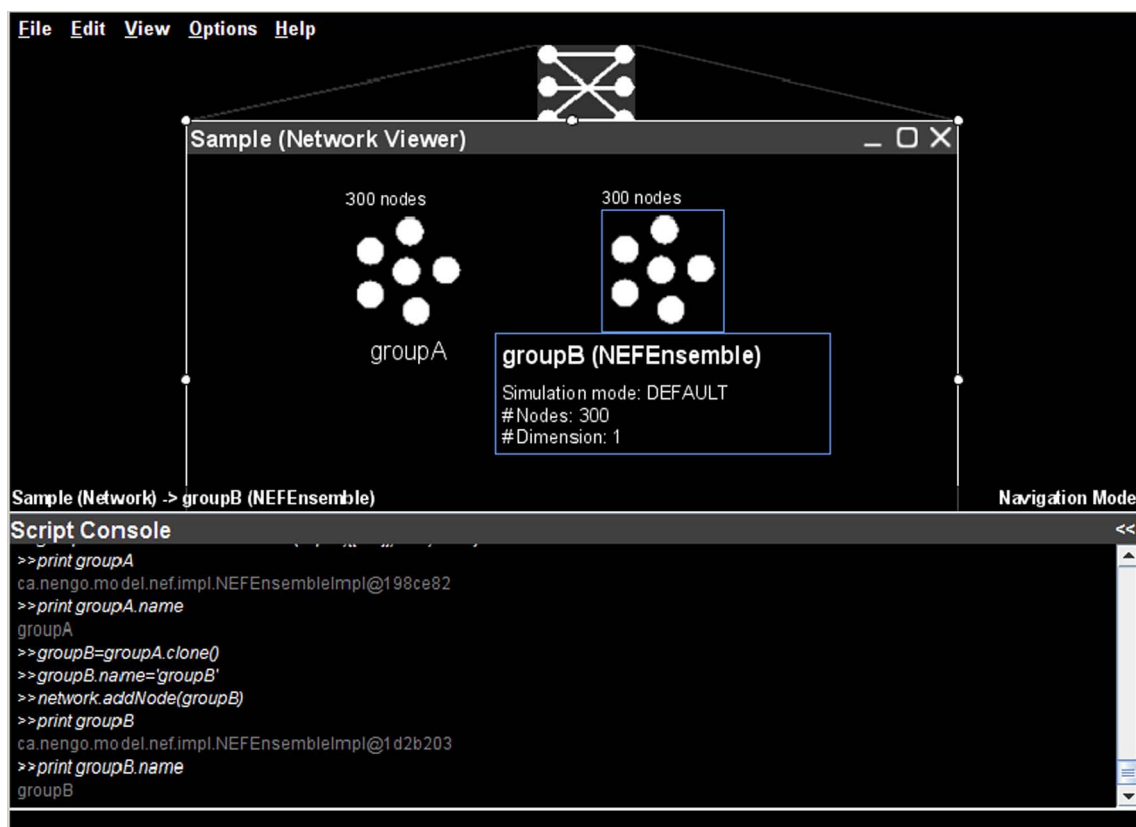 File Edit View Options Help
Sample (Network Viewer)
300 nodes 300 nodes
groupA
groupB (NEFEnsemble)
Simulation mode: DEFAULT
#Nodes: 300
#Dimension: 1
Sample (Network) -> groupB (NEFEnsemble) Navigation Mode
Script Console <<
>>print groupA
ca.nengo.model.nef.impl.NEFEnsembleImpl@198ce82
>>print groupA.name
groupA
>>groupB=groupA.clone()
>>groupB.name='groupB'
>>network.addNode(groupB)
>>print groupB
ca.nengo.model.nef.impl.NEFEnsembleImpl@1d2b203
>>print groupB.name
groupB